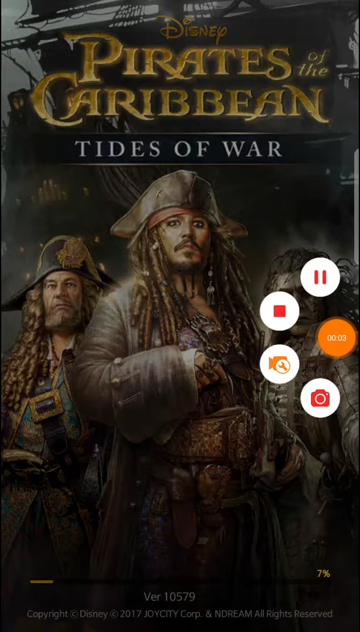 Disney
PIRATES of the
CARIBBEAN
TIDES OF WAR
00:03
7%
Ver 10579
Copyright © Disney © 2017 JOYCITY Corp. & NDREAM All Rights Reserved